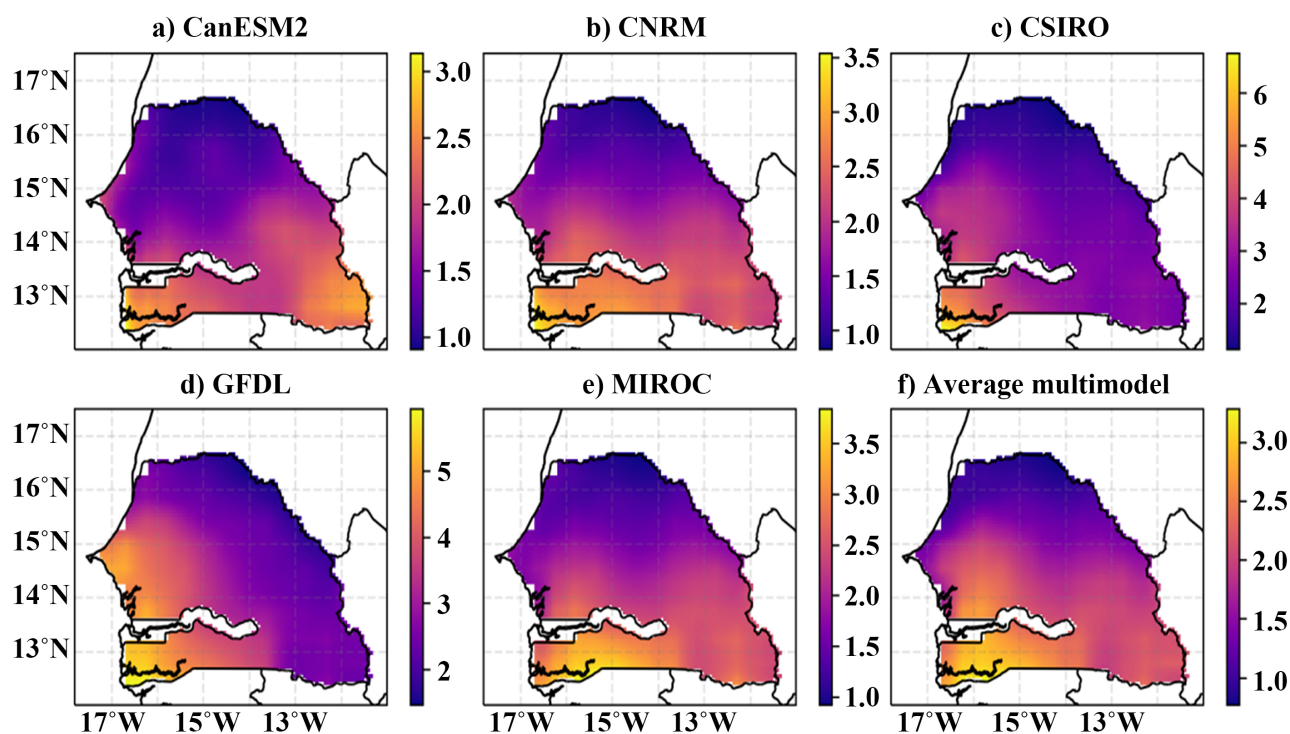 a) CanESM2
b) CNRM
c) CSIRO
17°N
16°N
15°N
14°N
13°N
3.0
2.5
2.0
1.5
1.0
3.5
3.0
2.5
2.0
1.5
1.0
6
5
4
3
2
d) GFDL
e) MIROC
f) Average multimodel
17°N
16°N
15°N
14°N
13°N
5
4
3
2
3.5
3.0
2.5
2.0
1.5
1.0
3.0
2.5
2.0
1.5
1.0
17°W 15°W 13°W
17°W 15°W 13°W
17°W 15°W 13°W